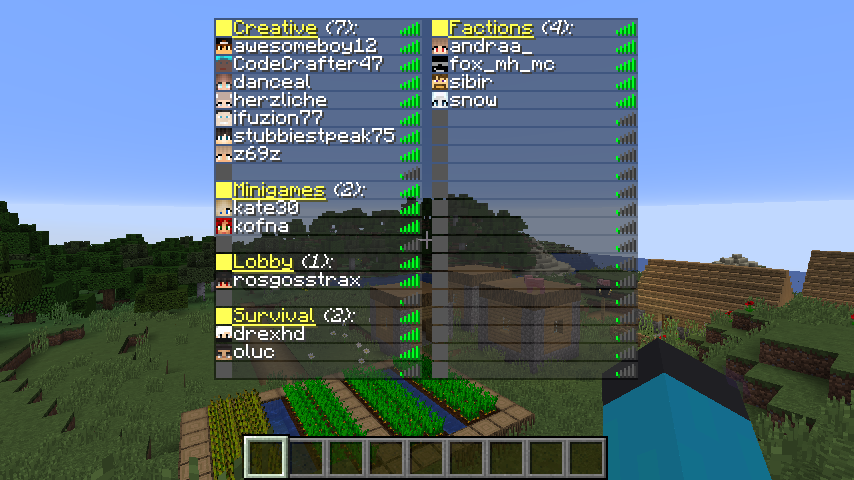 Creative (7):
awesomeboy12
CodeCrafter47
danceal
herzliche
ifuzion77
stubbiestpeak75
z69z
Minigames (2):
kate30
kofna
Lobby (1):
rosgosstrax
Survival (2):
drexhd
oluc
Factions (4):
andraa_
fox_mh_mc
sibir
snow